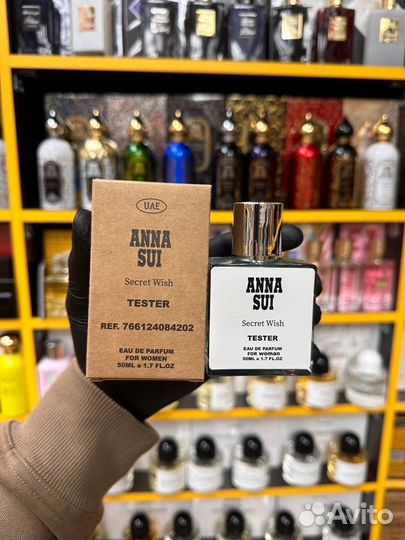 UAE
ANNA
SUI
Secret Wish
TESTER
REF. 766124084202
EAU DE PARFUM
FOR WOMEN
50ML e 1.7 FL.OZ
ANNA
SUI
Secret Wish
TESTER
EAU DE PARFUM
FOR woman
50ML e 1.7 FL.OZ
Avito